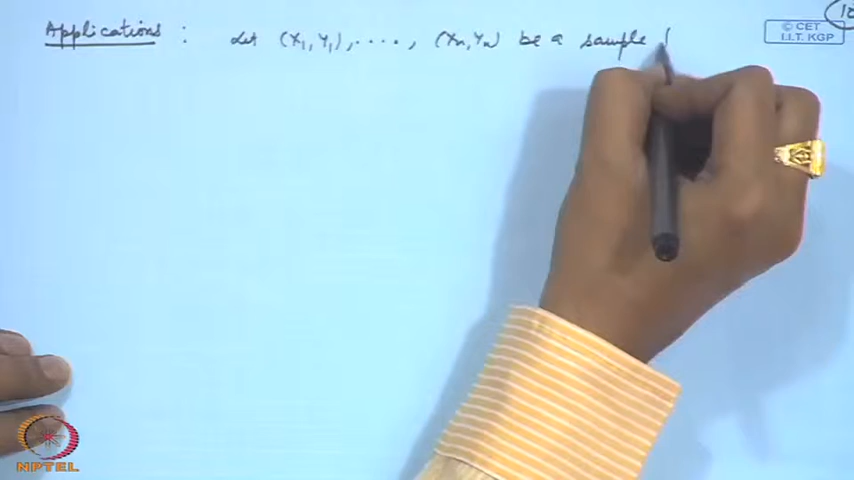 Applications : Let (X₁,Y₁), ...., (Xn,Yn) be a sample
© CET
I.I.T. KGP
NPTEL